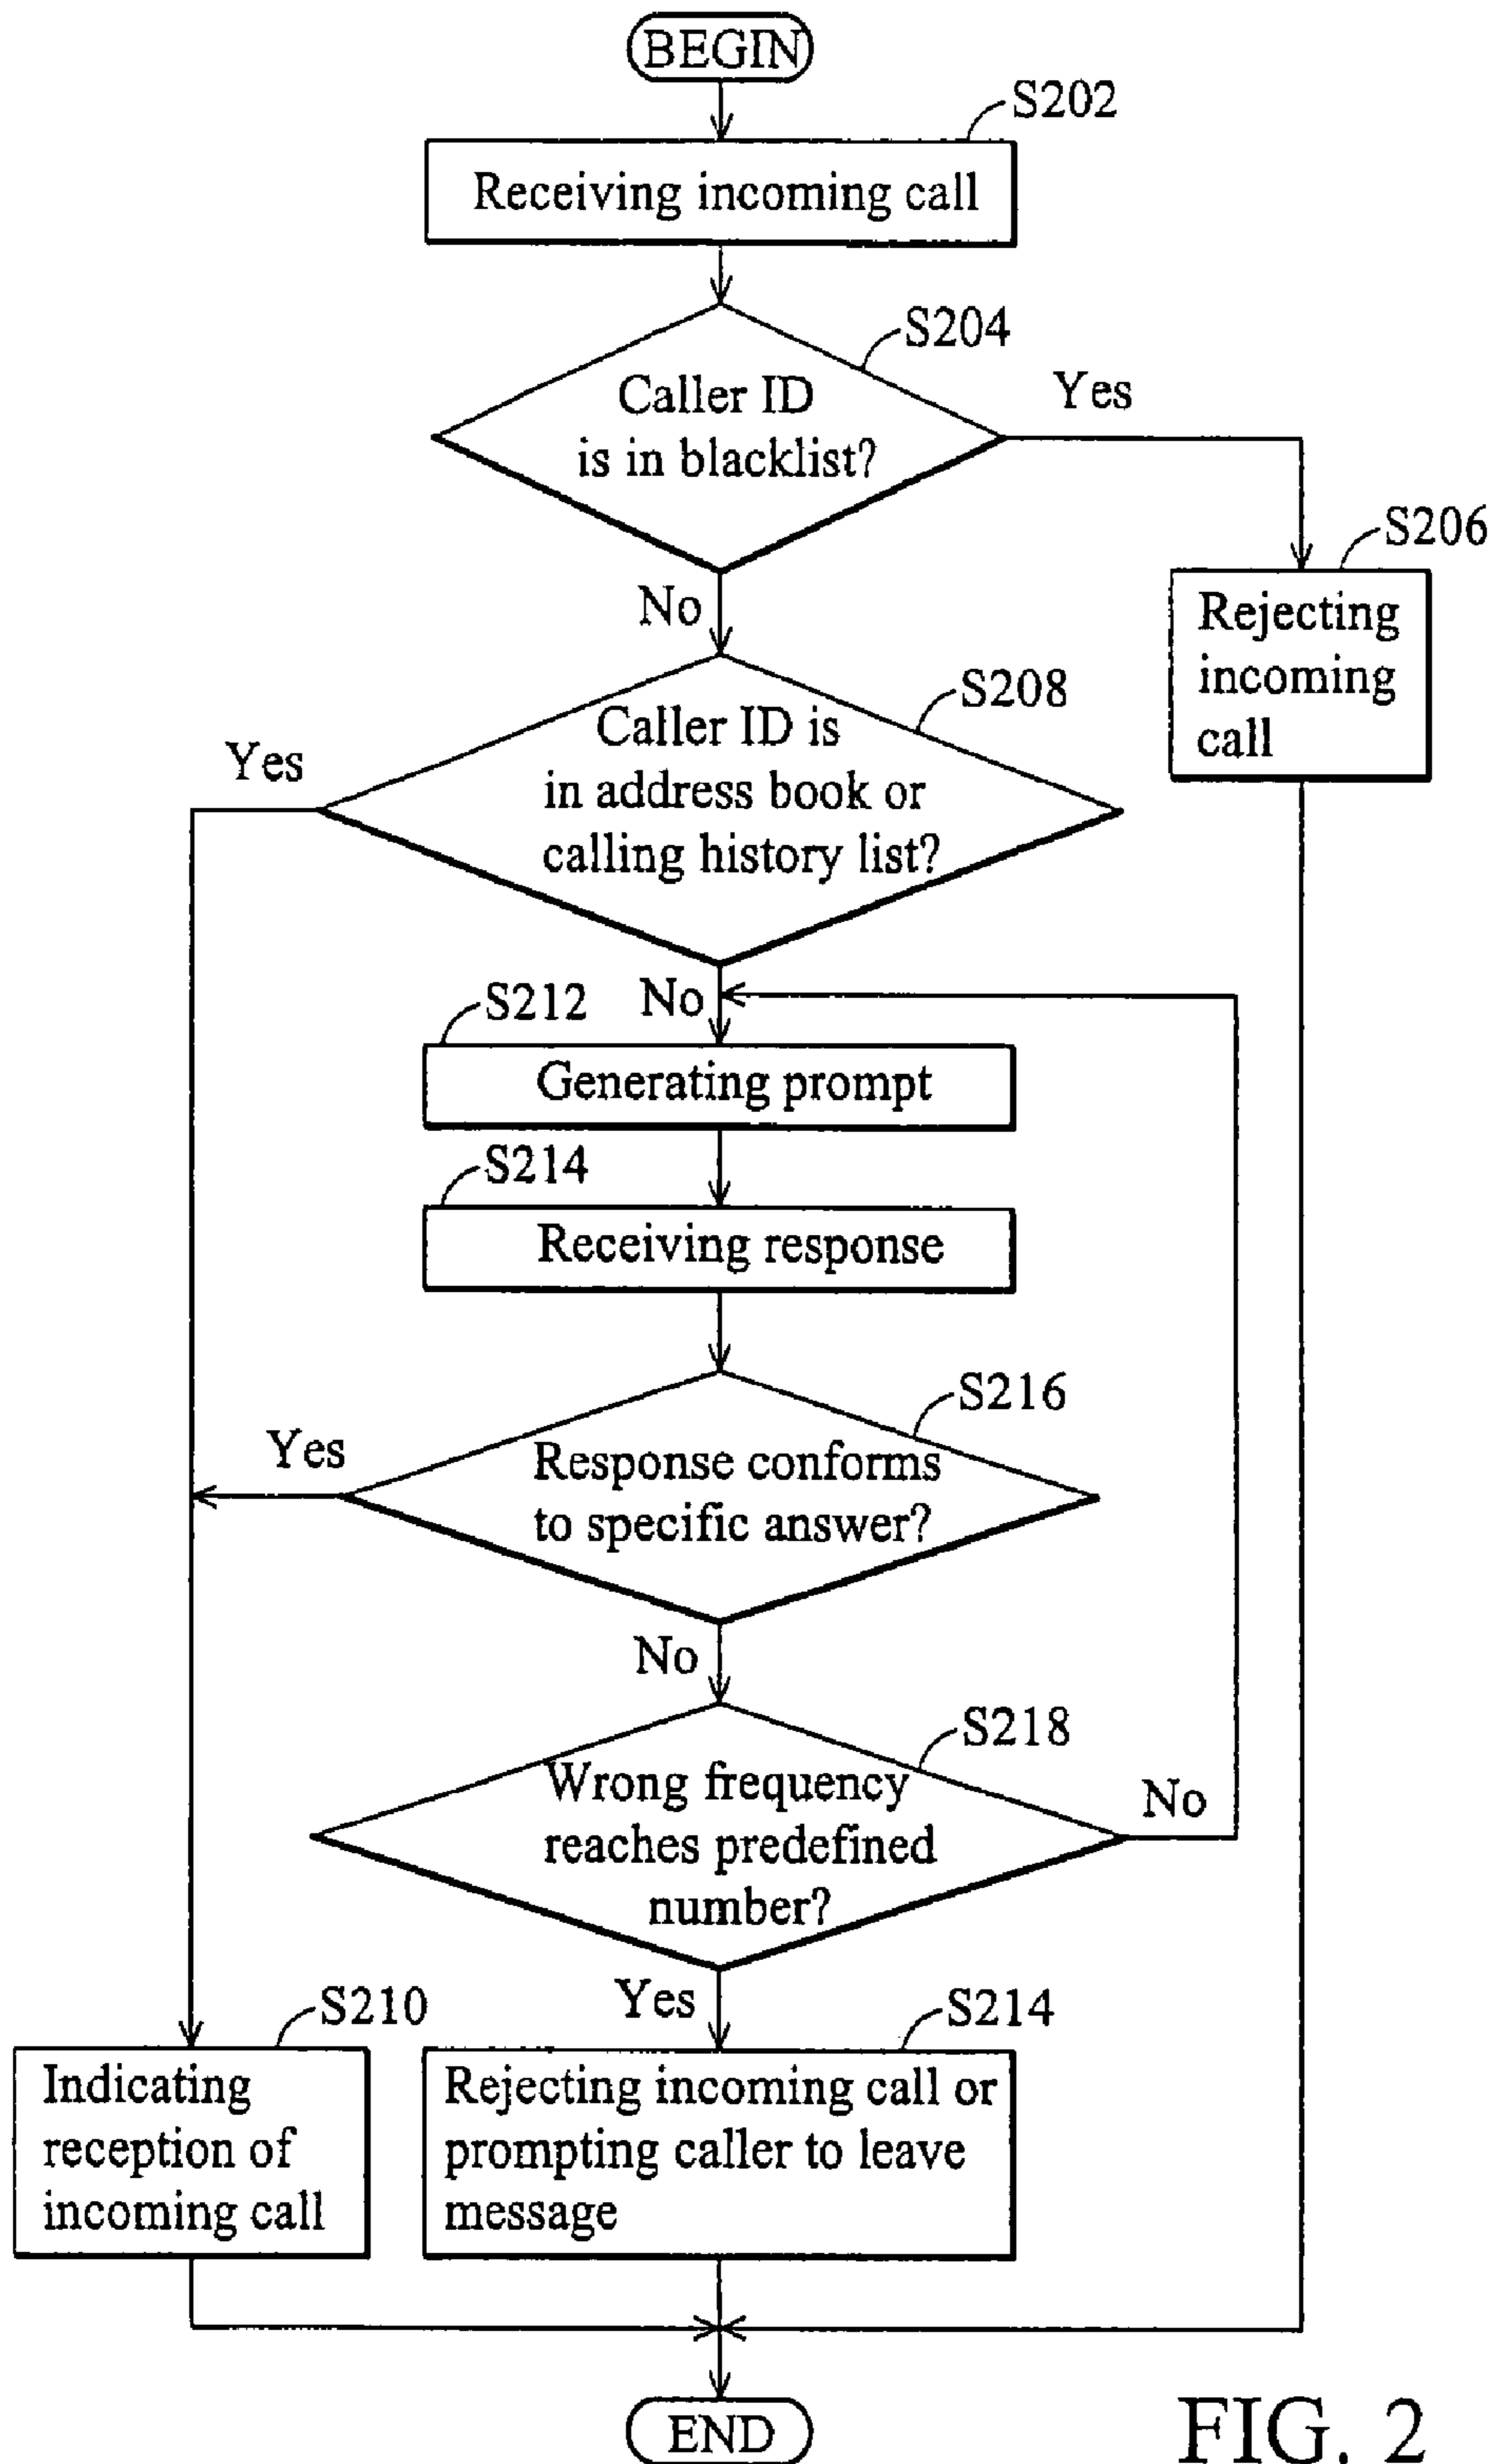 BEGIN
S202
Receiving incoming call
S204
Caller ID
is in blacklist?
Yes
No
S206
Rejecting
incoming
call
S208
Caller ID is
in address book or
calling history list?
Yes
No
S212
Generating prompt
S214
Receiving response
S216
Response conforms
to specific answer?
Yes
No
S218
Wrong frequency
reaches predefined
number?
No
Yes
S210
Indicating
reception of
incoming call
S214
Rejecting incoming call or
prompting caller to leave
message
END
FIG. 2